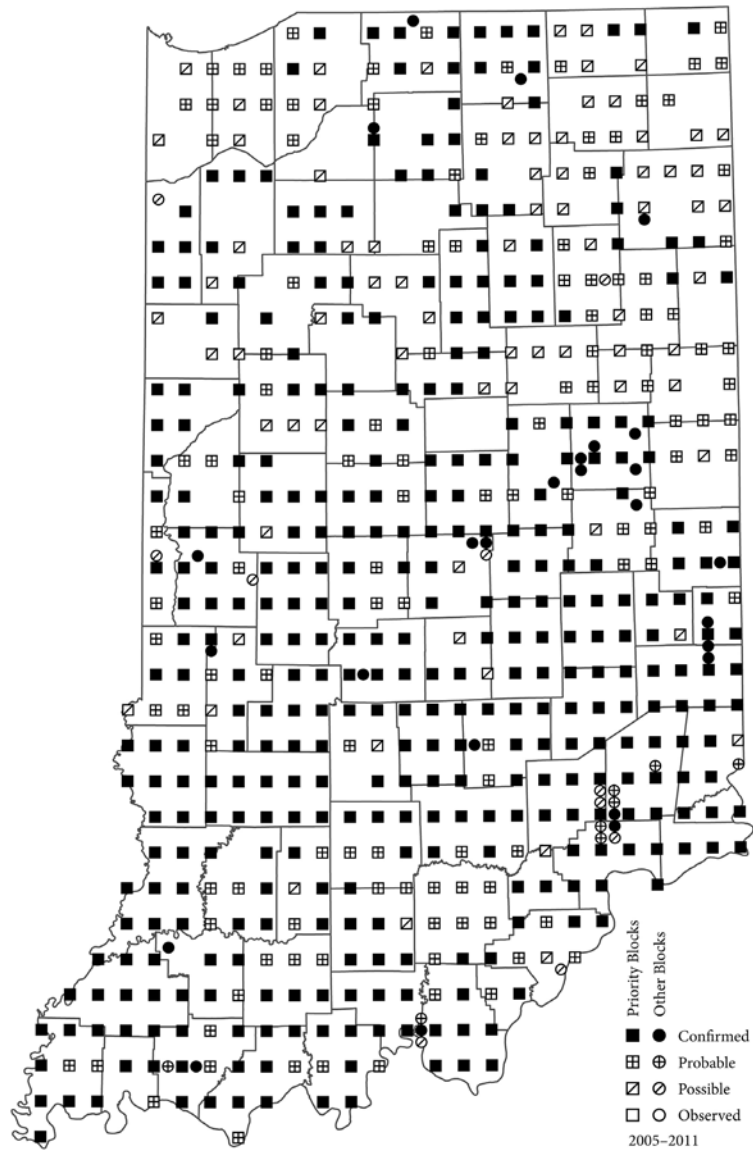 Priority Blocks
Other Blocks
Confirmed
Probable
Possible
Observed
2005–2011